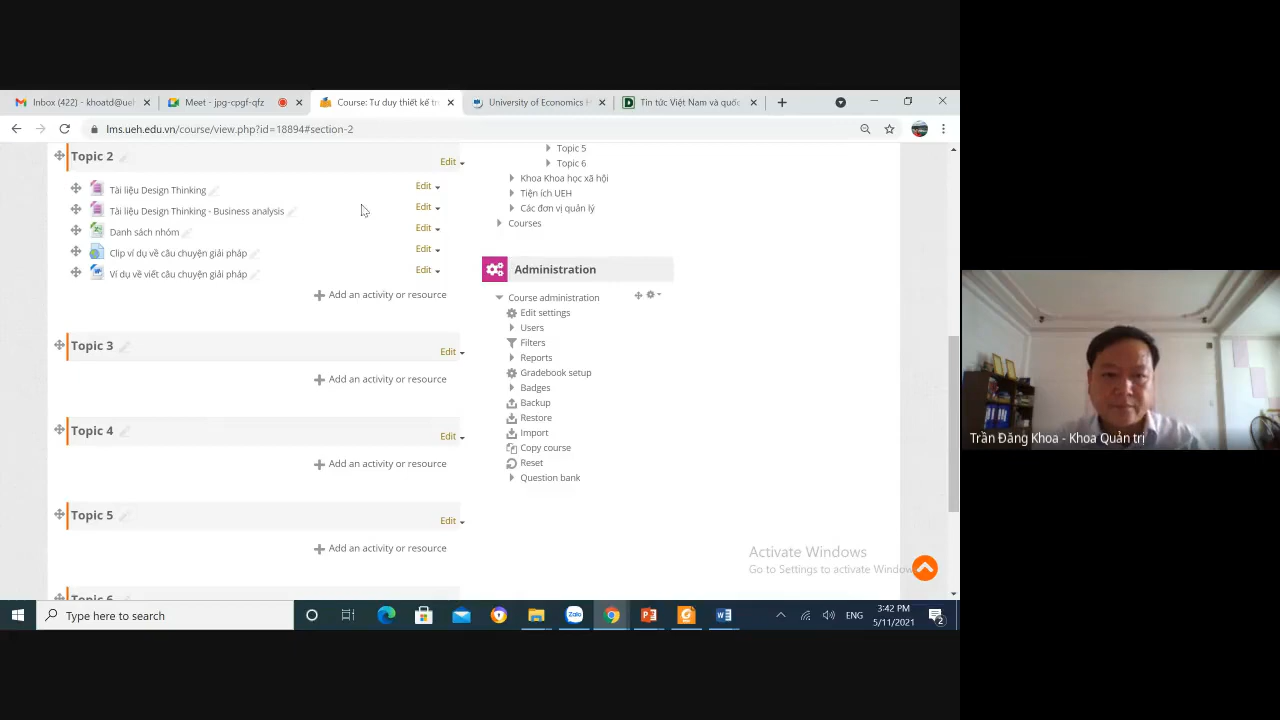 Inbox (422) - khoatd@ueh
Meet - jpg-cpgf-qfz
Course: Tư duy thiết kế tr
University of Economics H
Tin tức Việt Nam và quốc
lms.ueh.edu.vn/course/view.php?id=18894#section-2
Topic 2
Edit
Tài liệu Design Thinking
Edit
Tài liệu Design Thinking - Business analysis
Edit
Danh sách nhóm
Edit
Clip ví dụ về câu chuyện giải pháp
Edit
Ví dụ về viết câu chuyện giải pháp
Edit
Add an activity or resource
Topic 3
Edit
Add an activity or resource
Topic 4
Edit
Add an activity or resource
Topic 5
Edit
Add an activity or resource
Topic 6
Topic 5
Topic 6
Khoa Khoa học xã hội
Tiện ích UEH
Các đơn vị quản lý
Courses
Administration
Course administration
Edit settings
Users
Filters
Reports
Gradebook setup
Badges
Backup
Restore
Import
Copy course
Reset
Question bank
Activate Windows
Go to Settings to activate Window
Type here to search
Zalo
ENG
3:42 PM
5/11/2021
2
Trần Đăng Khoa - Khoa Quản trị